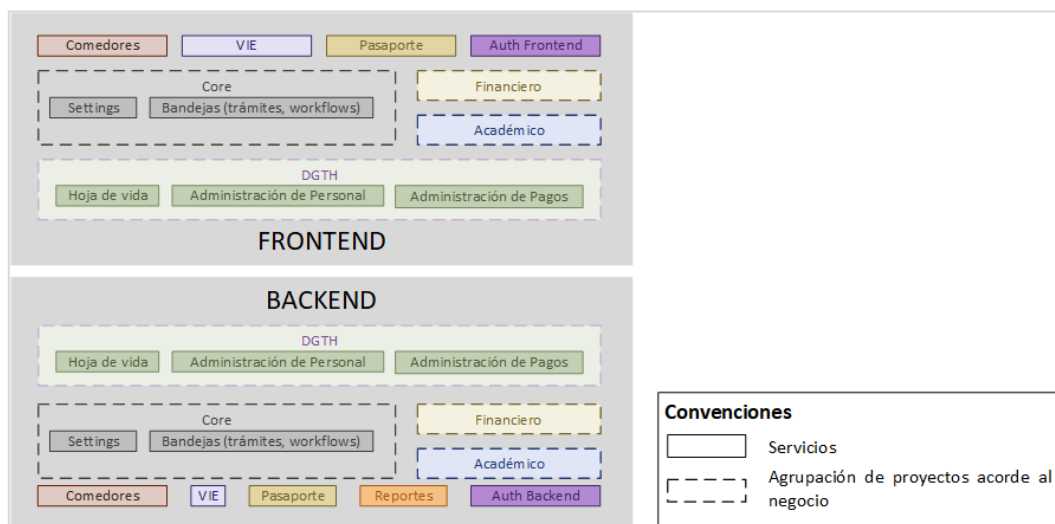 Comedores
VIE
Pasaporte
Auth Frontend
Core
Settings
Bandejas (trámites, workflows)
Financiero
Académico
DGTH
Hoja de vida
Administración de Personal
Administración de Pagos
FRONTEND
BACKEND
DGTH
Hoja de vida
Administración de Personal
Administración de Pagos
Core
Settings
Bandejas (trámites, workflows)
Financiero
Académico
Comedores
VIE
Pasaporte
Reportes
Auth Backend
Convenciones
Servicios
Agrupación de proyectos acorde al
negocio